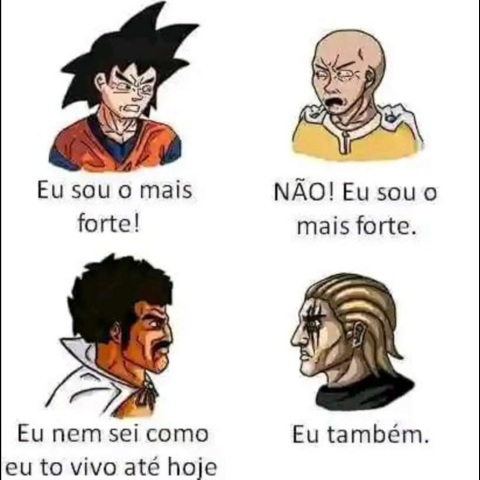 Eu sou o mais
forte!
NÃO! Eu sou o
mais forte.
Eu nem sei como
eu to vivo até hoje
Eu também.